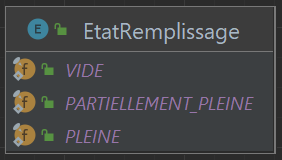 E EtatRemplissage
f VIDE
f PARTIELLEMENT_PLEINE
f PLEINE